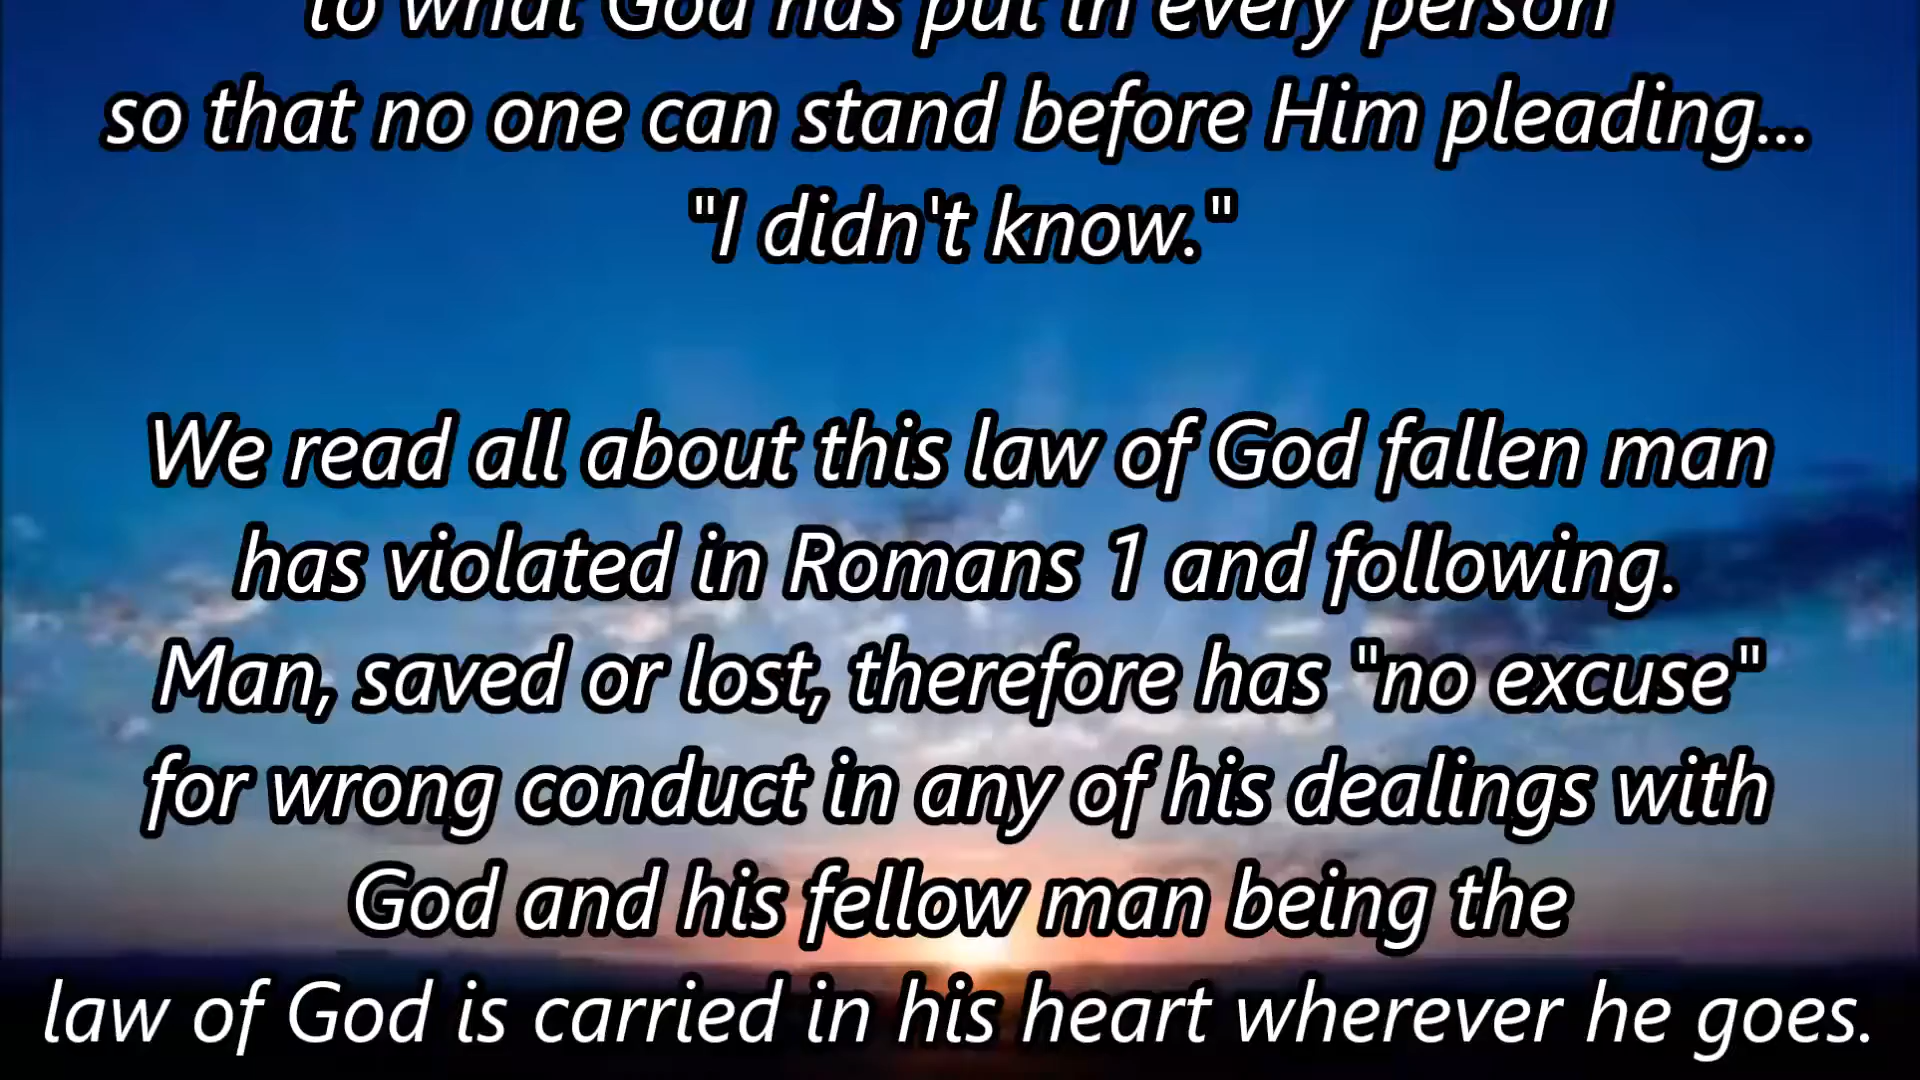 to what God has put in every person
so that no one can stand before Him pleading...
"I didn't know."
We read all about this law of God fallen man
has violated in Romans 1 and following.
Man, saved or lost, therefore has "no excuse"
for wrong conduct in any of his dealings with
God and his fellow man being the
law of God is carried in his heart wherever he goes.